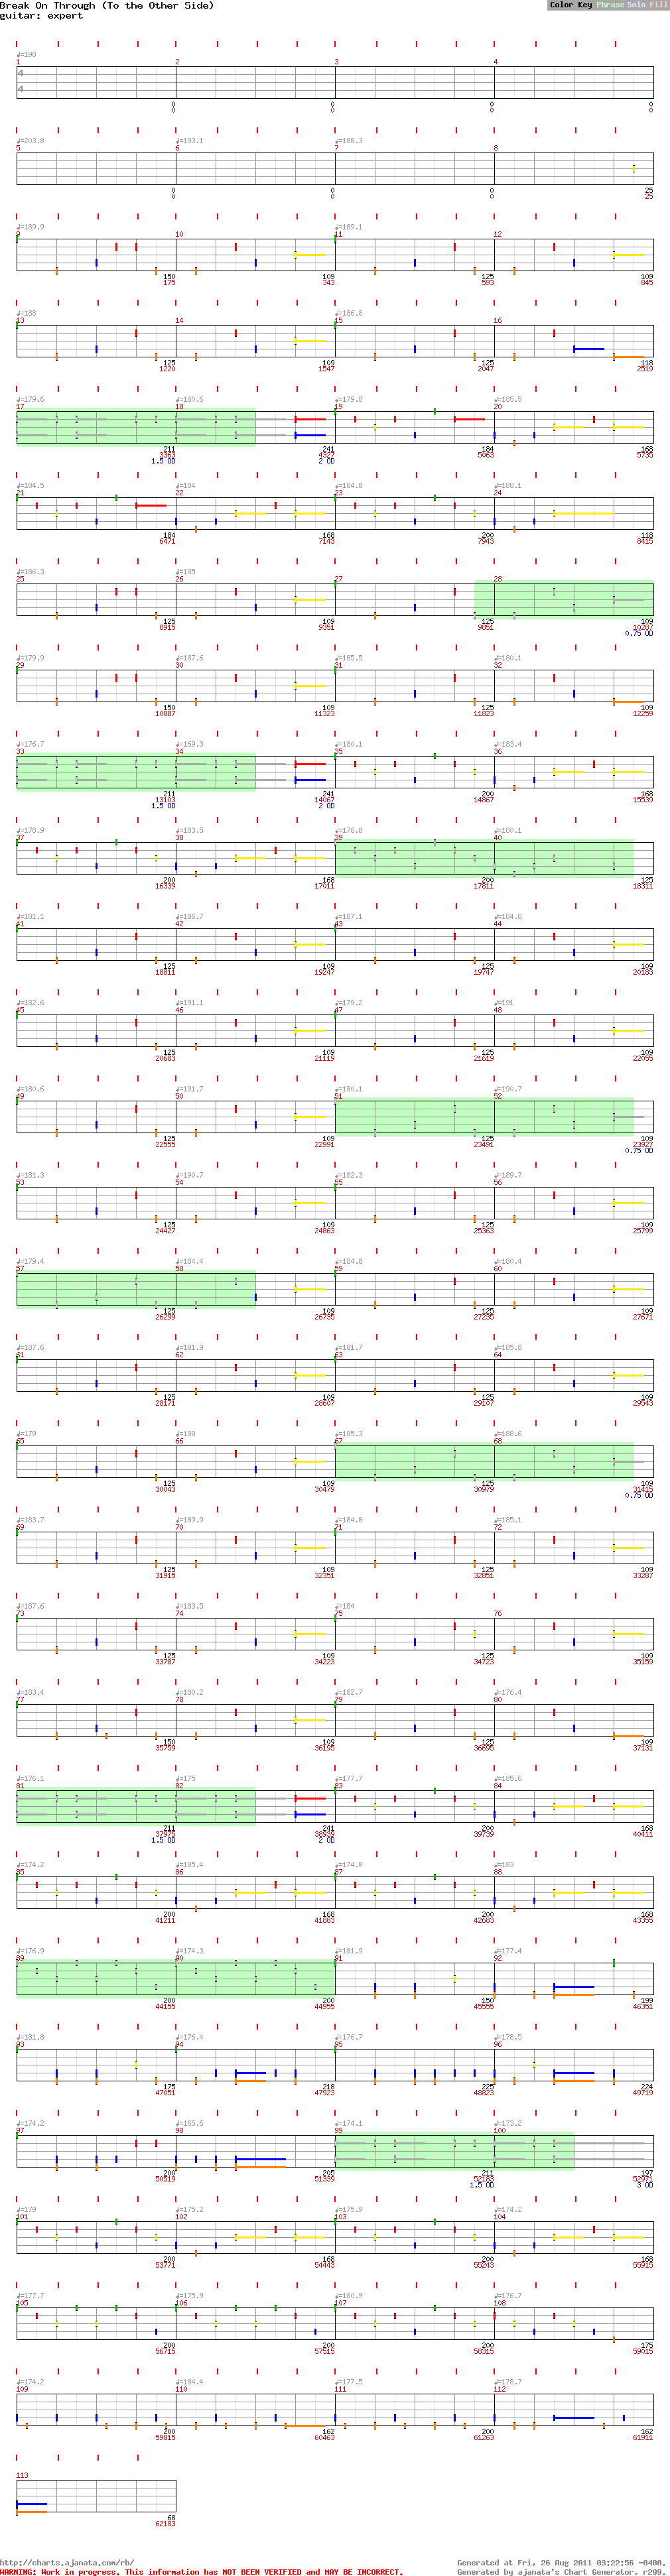 Break On Through (To the Other Side)
Color Key Phrase Solo Fill
guitar: expert
♩=198
1 2 3 4
4
4
0 0 0 0
0 0 0 0
♩=203.8 ♩=193.1 ♩=188.3
5 6 7 8
0 0 0 25
0 0 0 25
♩=189.9 ♩=189.1
9 10 11 12
150 109 125 109
175 343 593 845
♩=188 ♩=186.8
13 14 15 16
125 109 125 118
1220 1547 2047 2519
♩=179.6 ♩=180.6 ♩=179.8 ♩=185.5
17 18 19 20
211 241 184 168
3363 4327 5063 5735
1.5 OD 2 OD
♩=184.5 ♩=184 ♩=184.8 ♩=188.1
21 22 23 24
184 168 200 118
6471 7143 7943 8415
♩=186.3 ♩=185
25 26 27 28
125 109 125 109
8915 9351 9851 10287
0.75 OD
♩=179.9 ♩=187.6 ♩=185.5 ♩=180.1
29 30 31 32
150 109 125 109
10887 11323 11823 12259
♩=176.7 ♩=169.3 ♩=180.1 ♩=183.4
33 34 35 36
211 241 200 168
13103 14067 14867 15539
1.5 OD 2 OD
♩=178.9 ♩=183.5 ♩=176.8 ♩=180.1
37 38 39 40
200 168 200 125
16339 17011 17811 18311
♩=181.1 ♩=186.7 ♩=187.1 ♩=184.8
41 42 43 44
125 109 125 109
18811 19247 19747 20183
♩=182.6 ♩=191.1 ♩=179.2 ♩=191
45 46 47 48
125 109 125 109
20683 21119 21619 22055
♩=180.6 ♩=191.7 ♩=180.1 ♩=190.7
49 50 51 52
125 109 125 109
22555 22991 23491 23927
0.75 OD
♩=181.3 ♩=190.7 ♩=182.3 ♩=189.7
53 54 55 56
125 109 125 109
24427 24863 25363 25799
♩=179.4 ♩=184.4 ♩=184.8 ♩=180.4
57 58 59 60
125 109 125 109
26299 26735 27235 27671
♩=187.6 ♩=181.9 ♩=181.7 ♩=185.8
61 62 63 64
125 109 125 109
28171 28607 29107 29543
♩=179 ♩=188 ♩=185.3 ♩=188.6
65 66 67 68
125 109 125 109
30043 30479 30979 31415
0.75 OD
♩=183.7 ♩=189.9 ♩=184.8 ♩=185.1
69 70 71 72
125 109 125 109
31915 32351 32851 33287
♩=187.6 ♩=183.5 ♩=184
73 74 75 76
125 109 125 109
33787 34223 34723 35159
♩=183.4 ♩=180.2 ♩=182.7 ♩=176.4
77 78 79 80
150 109 125 109
35759 36195 36695 37131
♩=176.1 ♩=175 ♩=177.7 ♩=185.6
81 82 83 84
211 241 200 168
37975 38939 39739 40411
1.5 OD 2 OD
♩=174.2 ♩=185.4 ♩=174.8 ♩=183
85 86 87 88
200 168 200 168
41211 41883 42683 43355
♩=176.9 ♩=174.3 ♩=181.9 ♩=177.4
89 90 91 92
200 200 150 199
44155 44955 45555 46351
♩=181.8 ♩=176.4 ♩=176.7 ♩=178.5
93 94 95 96
175 218 225 224
47051 47923 48823 49719
♩=174.2 ♩=165.6 ♩=174.1 ♩=173.2
97 98 99 100
200 205 211 197
50519 51339 52183 52971
1.5 OD 3 OD
♩=179 ♩=175.2 ♩=175.9 ♩=174.2
101 102 103 104
200 168 200 168
53771 54443 55243 55915
♩=177.7 ♩=175.9 ♩=180.9 ♩=176.7
105 106 107 108
200 200 200 175
56715 57515 58315 59015
♩=174.2 ♩=184.4 ♩=177.5 ♩=178.7
109 110 111 112
200 162 200 162
59815 60463 61263 61911
113
68
62183
http://charts.ajanata.com/rb/
Generated at Fri, 26 Aug 2011 03:22:56 -0400.
WARNING: Work in progress. This information has NOT BEEN VERIFIED and MAY BE INCORRECT.
Generated by ajanata's Chart Generator, r299.